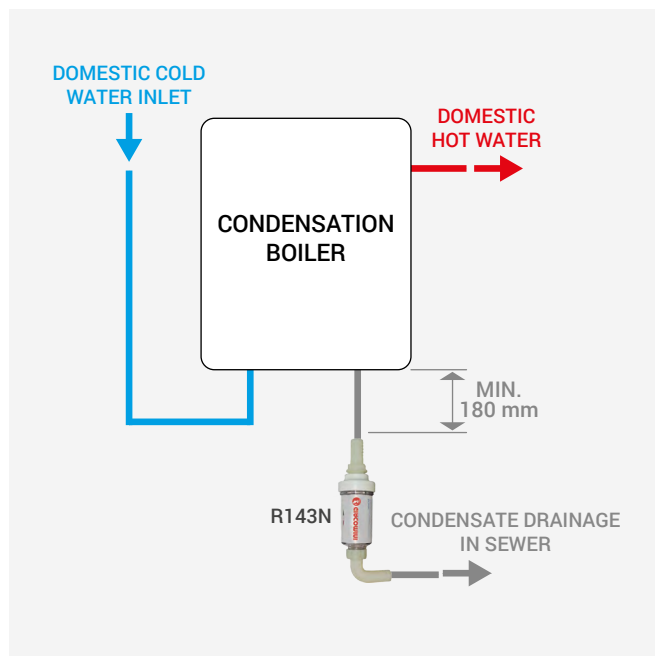 DOMESTIC COLD
WATER INLET
DOMESTIC
HOT WATER
CONDENSATION
BOILER
MIN.
180 mm
R143N
CONDENSATE DRAINAGE
IN SEWER